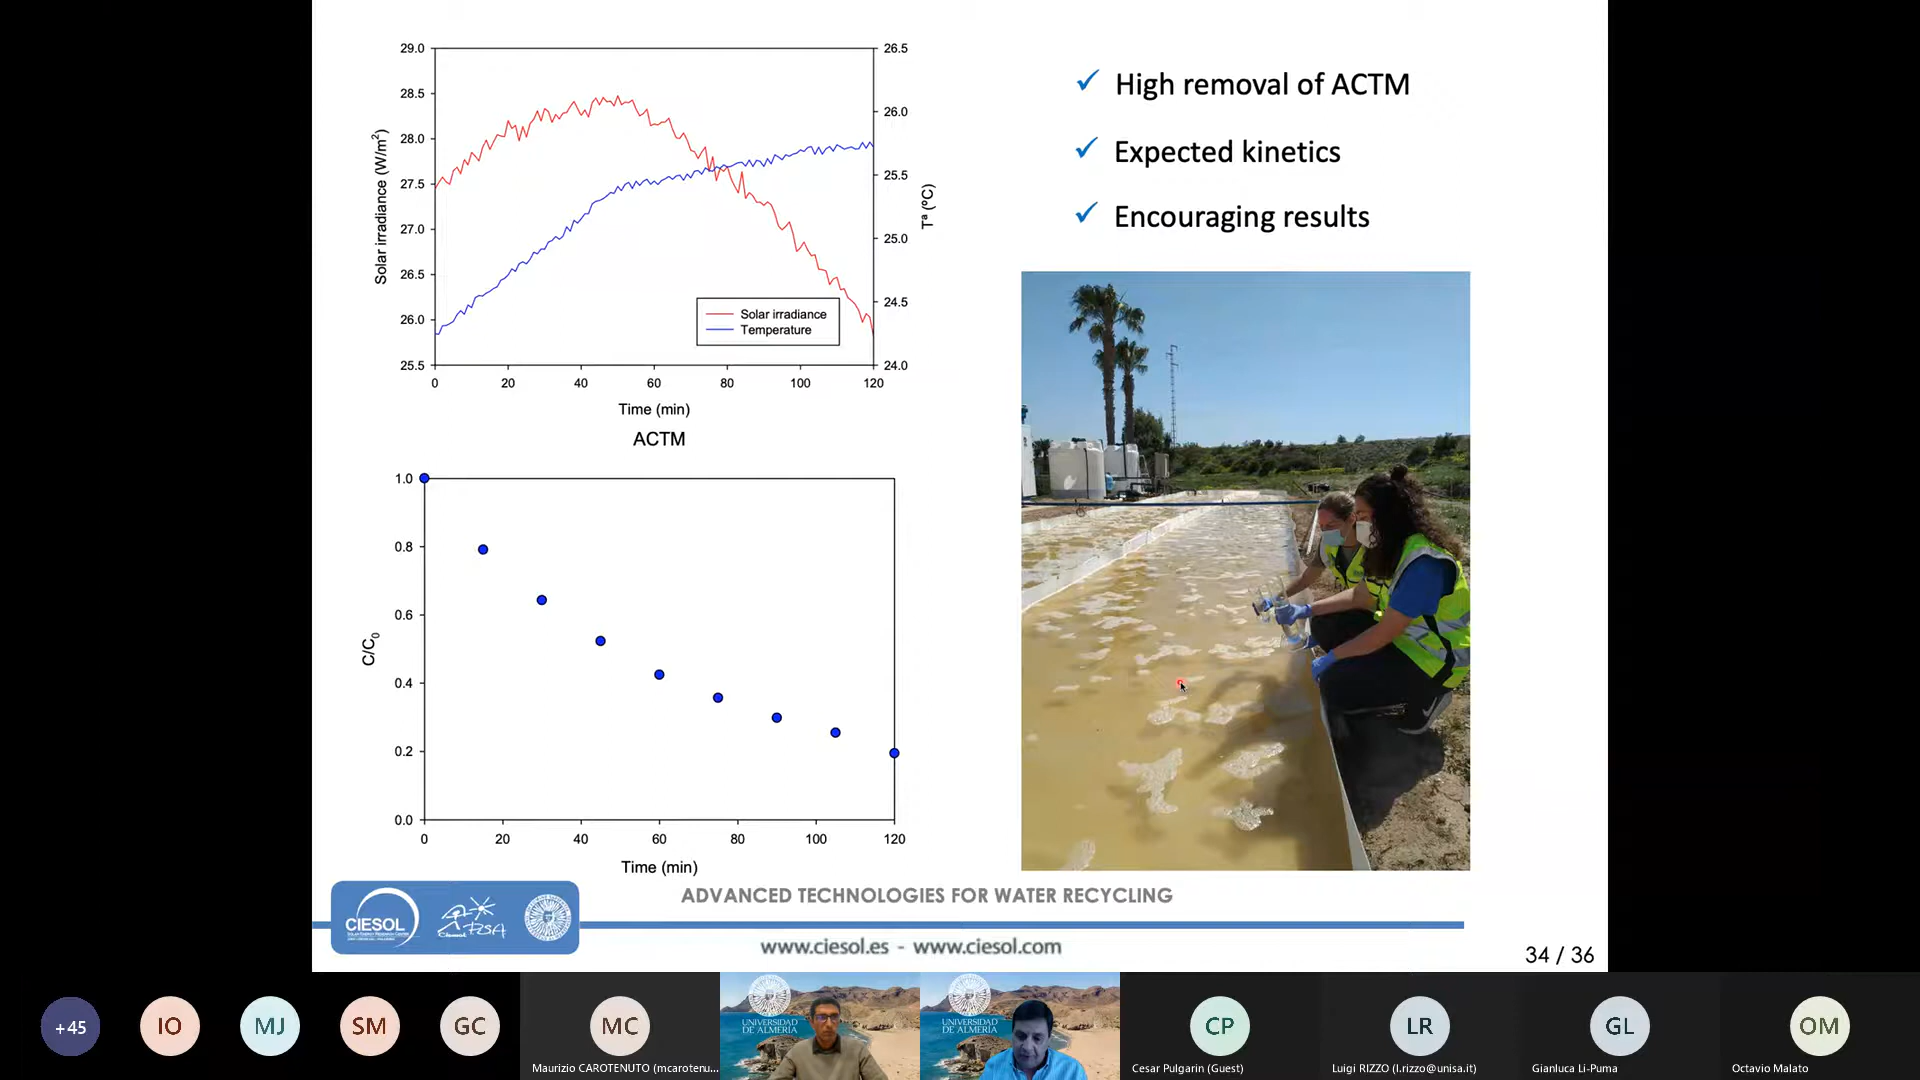 29.0
28.5
28.0
27.5
27.0
26.5
26.0
25.5
Solar irradiance (W/m²)
26.5
26.0
25.5
25.0
24.5
24.0
Tª (ºC)
Solar irradiance
Temperature
0 20 40 60 80 100 120
Time (min)
ACTM
1.0
0.8
0.6
0.4
0.2
0.0
C/C₀
0 20 40 60 80 100 120
Time (min)
✓ High removal of ACTM
✓ Expected kinetics
✓ Encouraging results
CIESOL
PSA
ADVANCED TECHNOLOGIES FOR WATER RECYCLING
www.ciesol.es - www.ciesol.com
34 / 36
+45
IO
MJ
SM
GC
MC
Maurizio CAROTENUTO (mcarotenu...
UNIVERSIDAD
DE ALMERÍA
UNIVERSIDAD
DE ALMERÍA
CP
Cesar Pulgarin (Guest)
LR
Luigi RIZZO (l.rizzo@unisa.it)
GL
Gianluca Li-Puma
OM
Octavio Malato